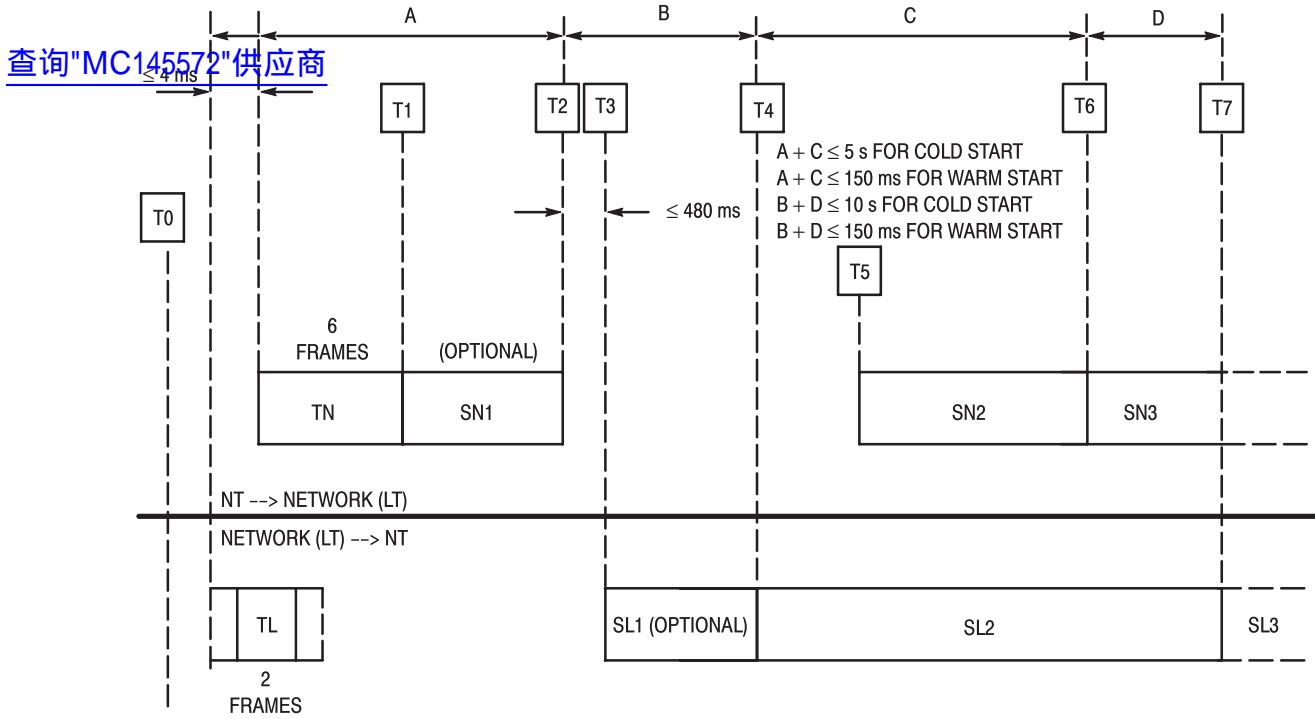 A
B
C
D
查询"MC145572"供应商
≤ 4 ms
T1
T2
T3
T4
T6
T7
A + C ≤ 5 s FOR COLD START
A + C ≤ 150 ms FOR WARM START
B + D ≤ 10 s FOR COLD START
B + D ≤ 150 ms FOR WARM START
T0
≤ 480 ms
T5
6
FRAMES
(OPTIONAL)
TN
SN1
SN2
SN3
NT --> NETWORK (LT)
NETWORK (LT) --> NT
TL
SL1 (OPTIONAL)
SL2
SL3
2
FRAMES